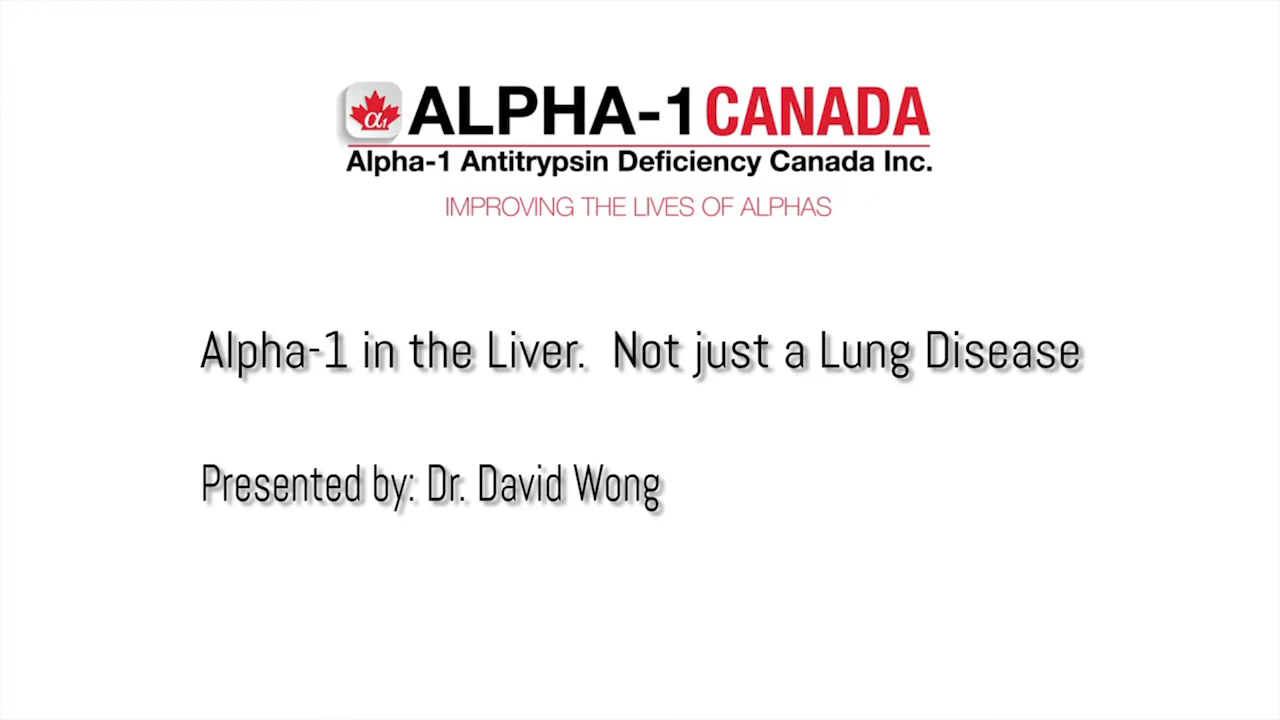 α1 ALPHA-1 CANADA
Alpha-1 Antitrypsin Deficiency Canada Inc.
IMPROVING THE LIVES OF ALPHAS
Alpha-1 in the Liver. Not just a Lung Disease
Presented by: Dr. David Wong